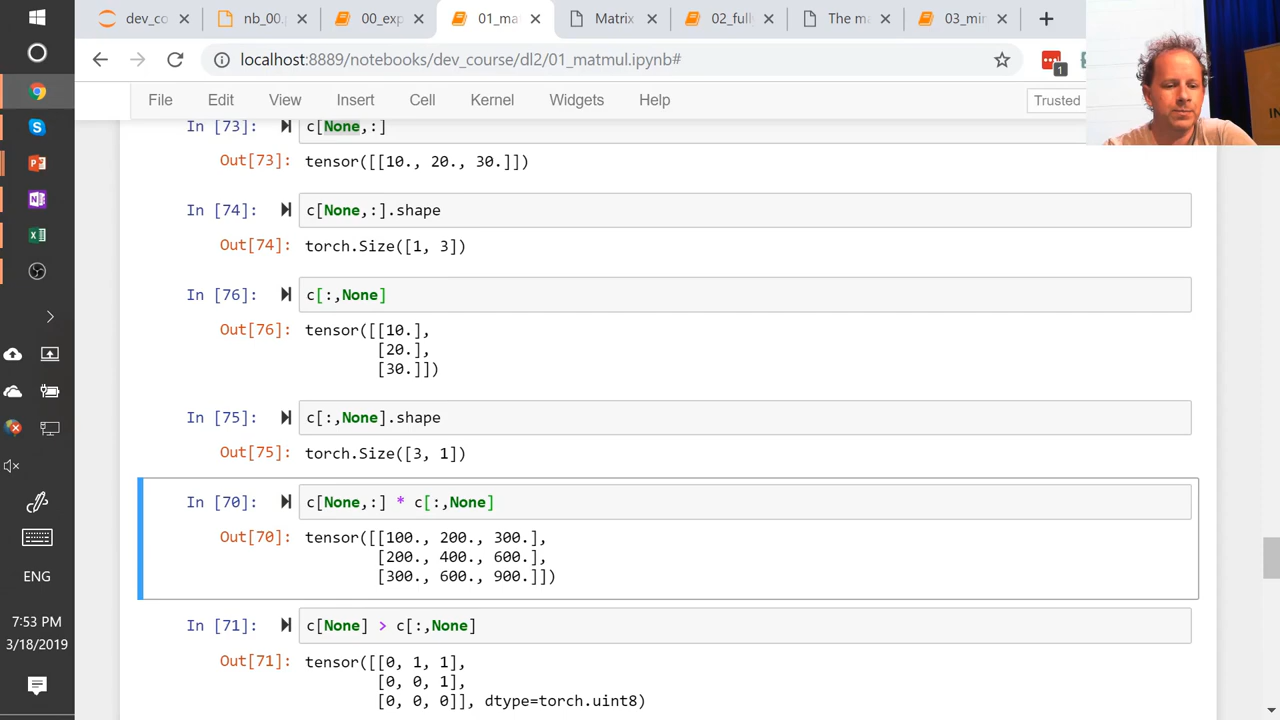 dev_co
nb_00.
00_exp
01_ma
Matrix
02_full
The m
03_min
localhost:8889/notebooks/dev_course/dl2/01_matmul.ipynb#
1
File Edit View Insert Cell Kernel Widgets Help
Trusted
IN
In [73]: c[None,:]
Out[73]: tensor([[10., 20., 30.]])
In [74]: c[None,:].shape
Out[74]: torch.Size([1, 3])
In [76]: c[:,None]
Out[76]: tensor([[10.],
[20.],
[30.]])
In [75]: c[:,None].shape
Out[75]: torch.Size([3, 1])
In [70]: c[None,:] * c[:,None]
Out[70]: tensor([[100., 200., 300.],
[200., 400., 600.],
[300., 600., 900.]])
In [71]: c[None] > c[:,None]
Out[71]: tensor([[0, 1, 1],
[0, 0, 1],
[0, 0, 0]], dtype=torch.uint8)
ENG
7:53 PM
3/18/2019